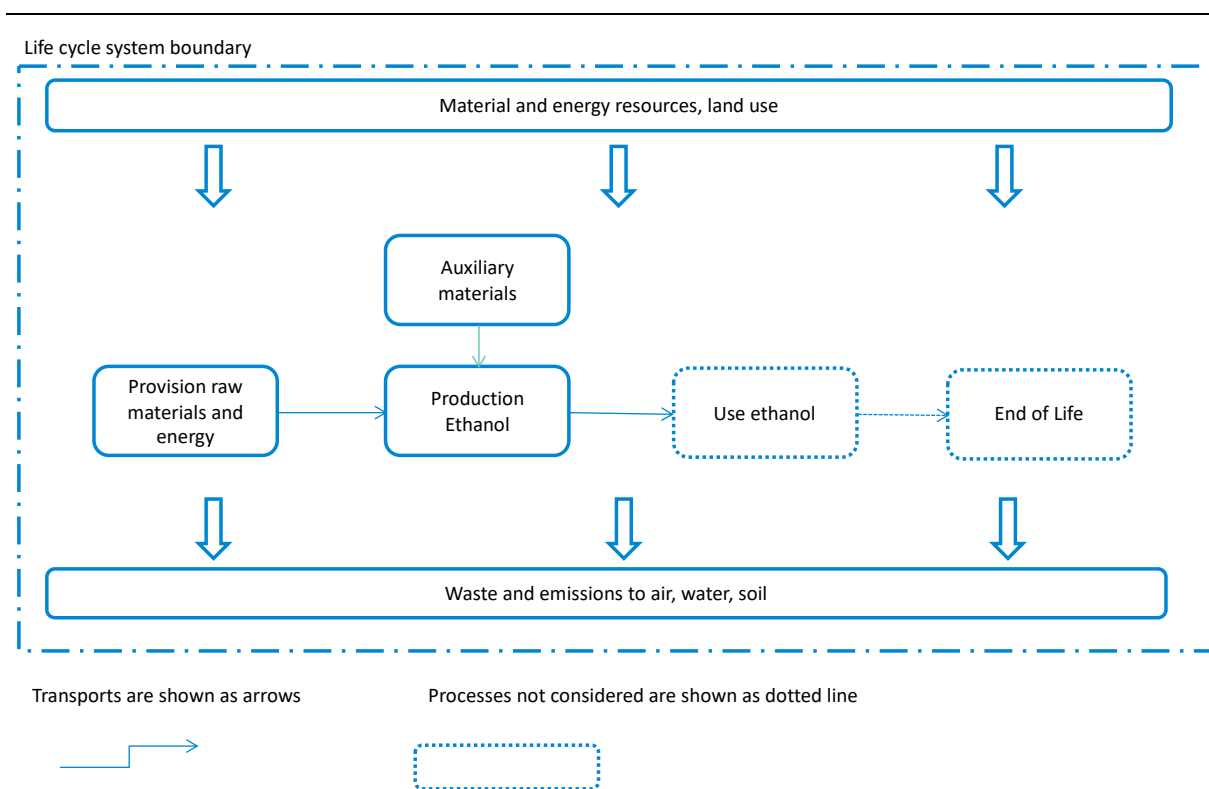 Life cycle system boundary
Material and energy resources, land use
Auxiliary
materials
Provision raw
materials and
energy
Production
Ethanol
Use ethanol
End of Life
Waste and emissions to air, water, soil
Transports are shown as arrows
Processes not considered are shown as dotted line